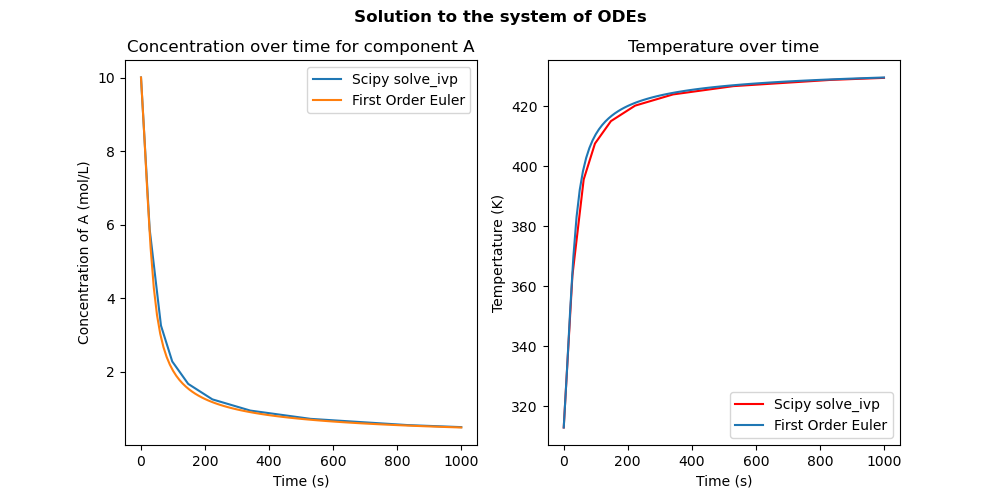 Solution to the system of ODEs
Concentration over time for component A
Concentration of A (mol/L)
10
8
6
4
2
Scipy solve_ivp
First Order Euler
0
200
400
600
800
1000
Time (s)
Temperature over time
Tempertature (K)
420
400
380
360
340
320
Scipy solve_ivp
First Order Euler
0
200
400
600
800
1000
Time (s)